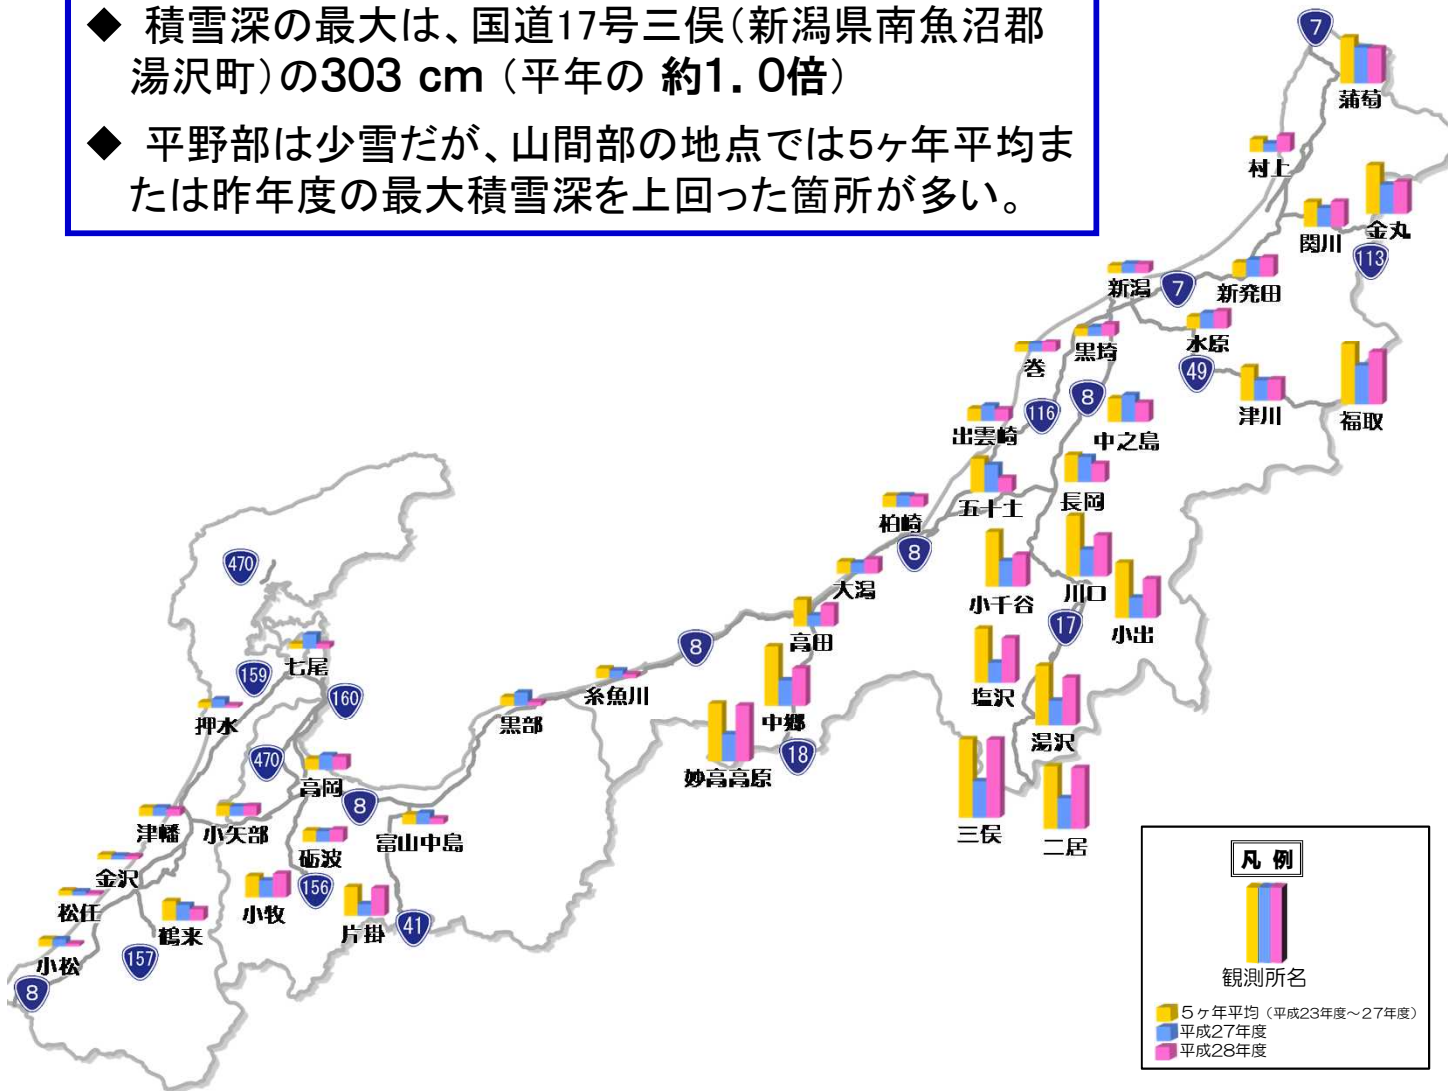 ◆ 積雪深の最大は、国道17号三俣（新潟県南魚沼郡
湯沢町）の303 cm （平年の 約1．0倍）
◆ 平野部は少雪だが、山間部の地点では5ヶ年平均ま
たは昨年度の最大積雪深を上回った箇所が多い。
7
蒲萄
村上
関川
金丸
113
新潟
7
新発田
水原
黒埼
巻
49
津川
福取
8
116
出雲崎
中之島
五十土
長岡
柏崎
8
大潟
小千谷
川口
小出
17
高田
塩沢
中郷
湯沢
妙高高原
18
三俣
二居
470
七尾
159
160
押水
8
糸魚川
黒部
470
高岡
8
津幡
小矢部
砺波
富山中島
金沢
156
松任
小牧
片掛
41
鶴来
小松
157
8
凡 例
観測所名
5ヶ年平均（平成23年度～27年度）
平成27年度
平成28年度